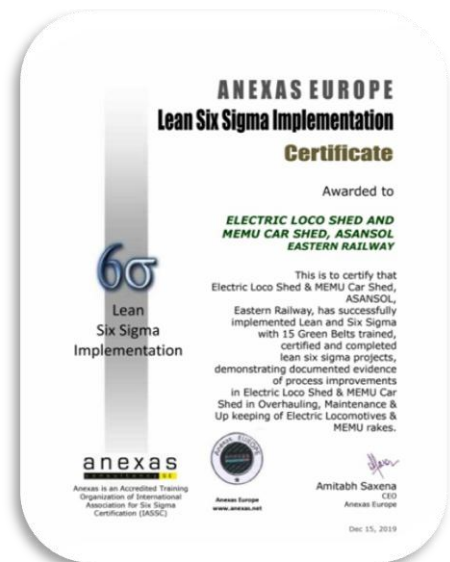 ANEXAS EUROPE
Lean Six Sigma Implementation
Certificate
Awarded to
ELECTRIC LOCO SHED AND
MEMU CAR SHED, ASANSOL
EASTERN RAILWAY
6σ
Lean
Six Sigma
Implementation
This is to certify that
Electric Loco Shed & MEMU Car Shed,
ASANSOL,
Eastern Railway, has successfully
implemented Lean and Six Sigma
with 15 Green Belts trained,
certified and completed
lean six sigma projects,
demonstrating documented evidence
of process improvements
in Electric Loco Shed & MEMU Car
Shed in Overhauling, Maintenance &
Up keeping of Electric Locomotives &
MEMU rakes.
anexas
Anexas is an Accredited Training
Organization of International
Association for Six Sigma
Certification (IASSC)
ANEXAS EUROPE
Anexas Europe
www.anexas.net
Amitabh Saxena
CEO
Anexas Europe
Dec 15, 2019